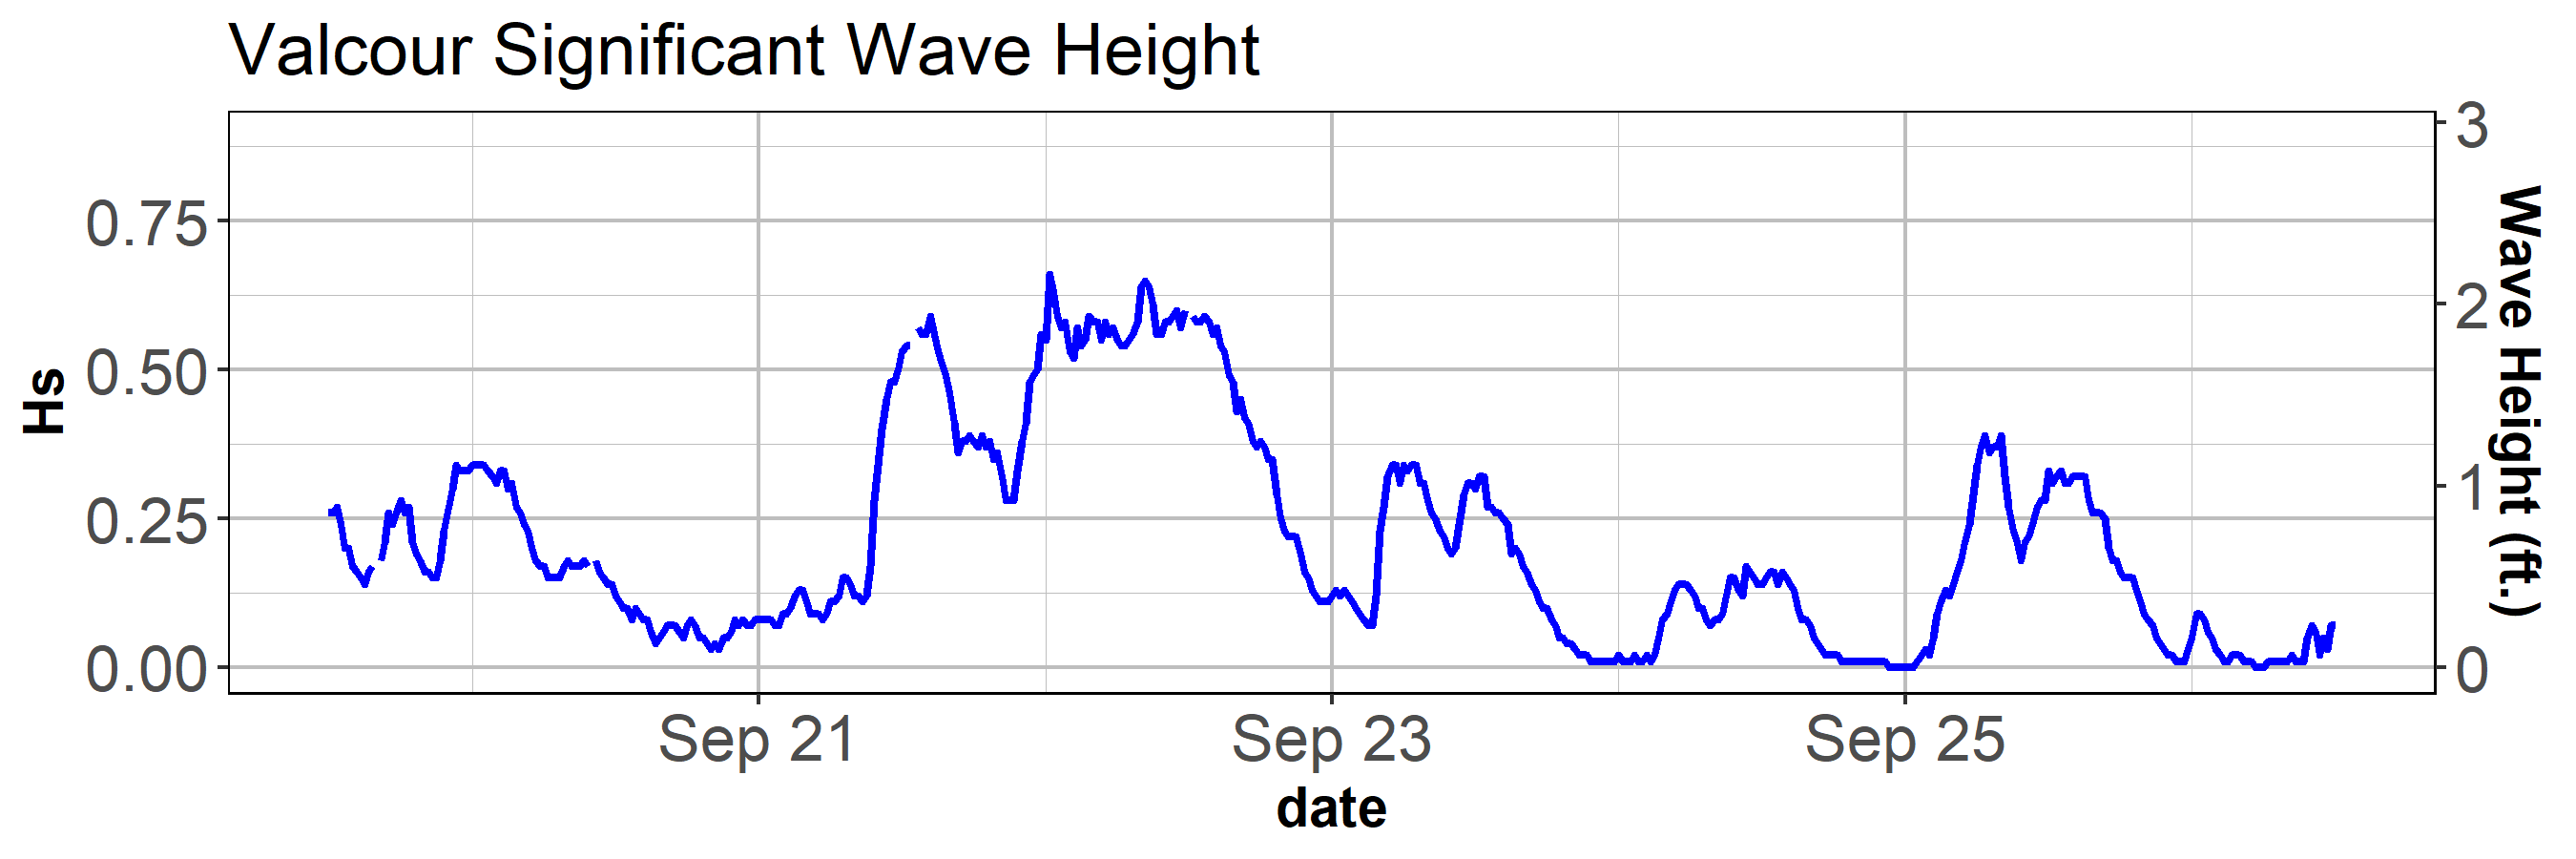 Valcour Significant Wave Height
Hs
0.75
0.50
0.25
0.00
3
2
1
0
Wave Height (ft.)
Sep 21
Sep 23
Sep 25
date